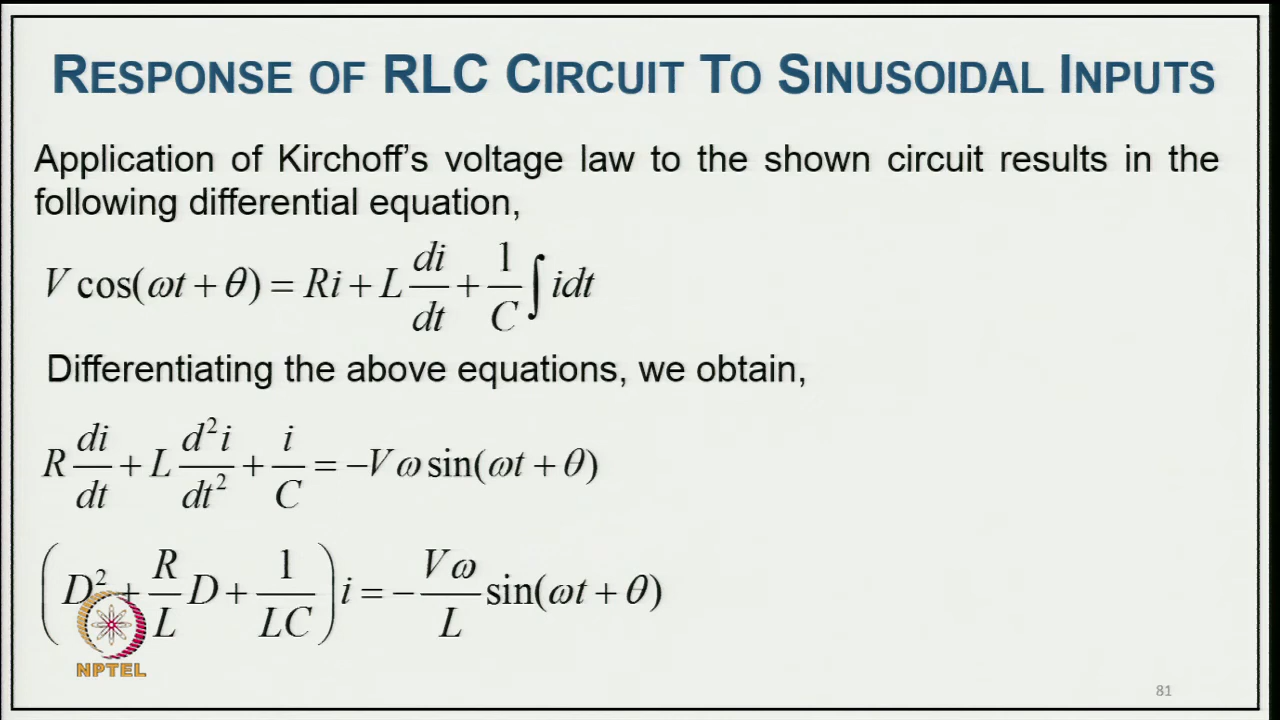 RESPONSE OF RLC CIRCUIT TO SINUSOIDAL INPUTS
Application of Kirchoff's voltage law to the shown circuit results in the
following differential equation,
V cos(ωt + θ) = Ri + L di/dt + 1/C ∫ idt
Differentiating the above equations, we obtain,
R di/dt + L d²i/dt² + i/C = −Vω sin(ωt + θ)
(D² + R/L D + 1/LC) i = − Vω/L sin(ωt + θ)
NPTEL
81